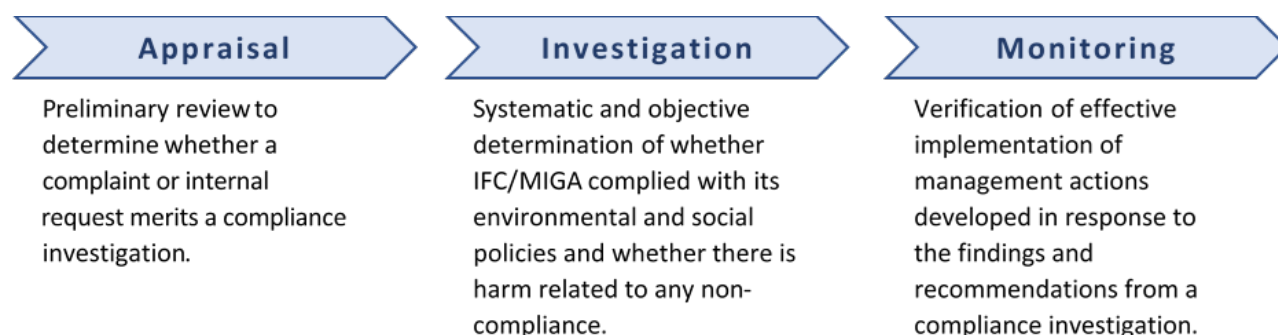 Appraisal
Preliminary review to
determine whether a
complaint or internal
request merits a compliance
investigation.
Investigation
Systematic and objective
determination of whether
IFC/MIGA complied with its
environmental and social
policies and whether there is
harm related to any non-
compliance.
Monitoring
Verification of effective
implementation of
management actions
developed in response to
the findings and
recommendations from a
compliance investigation.